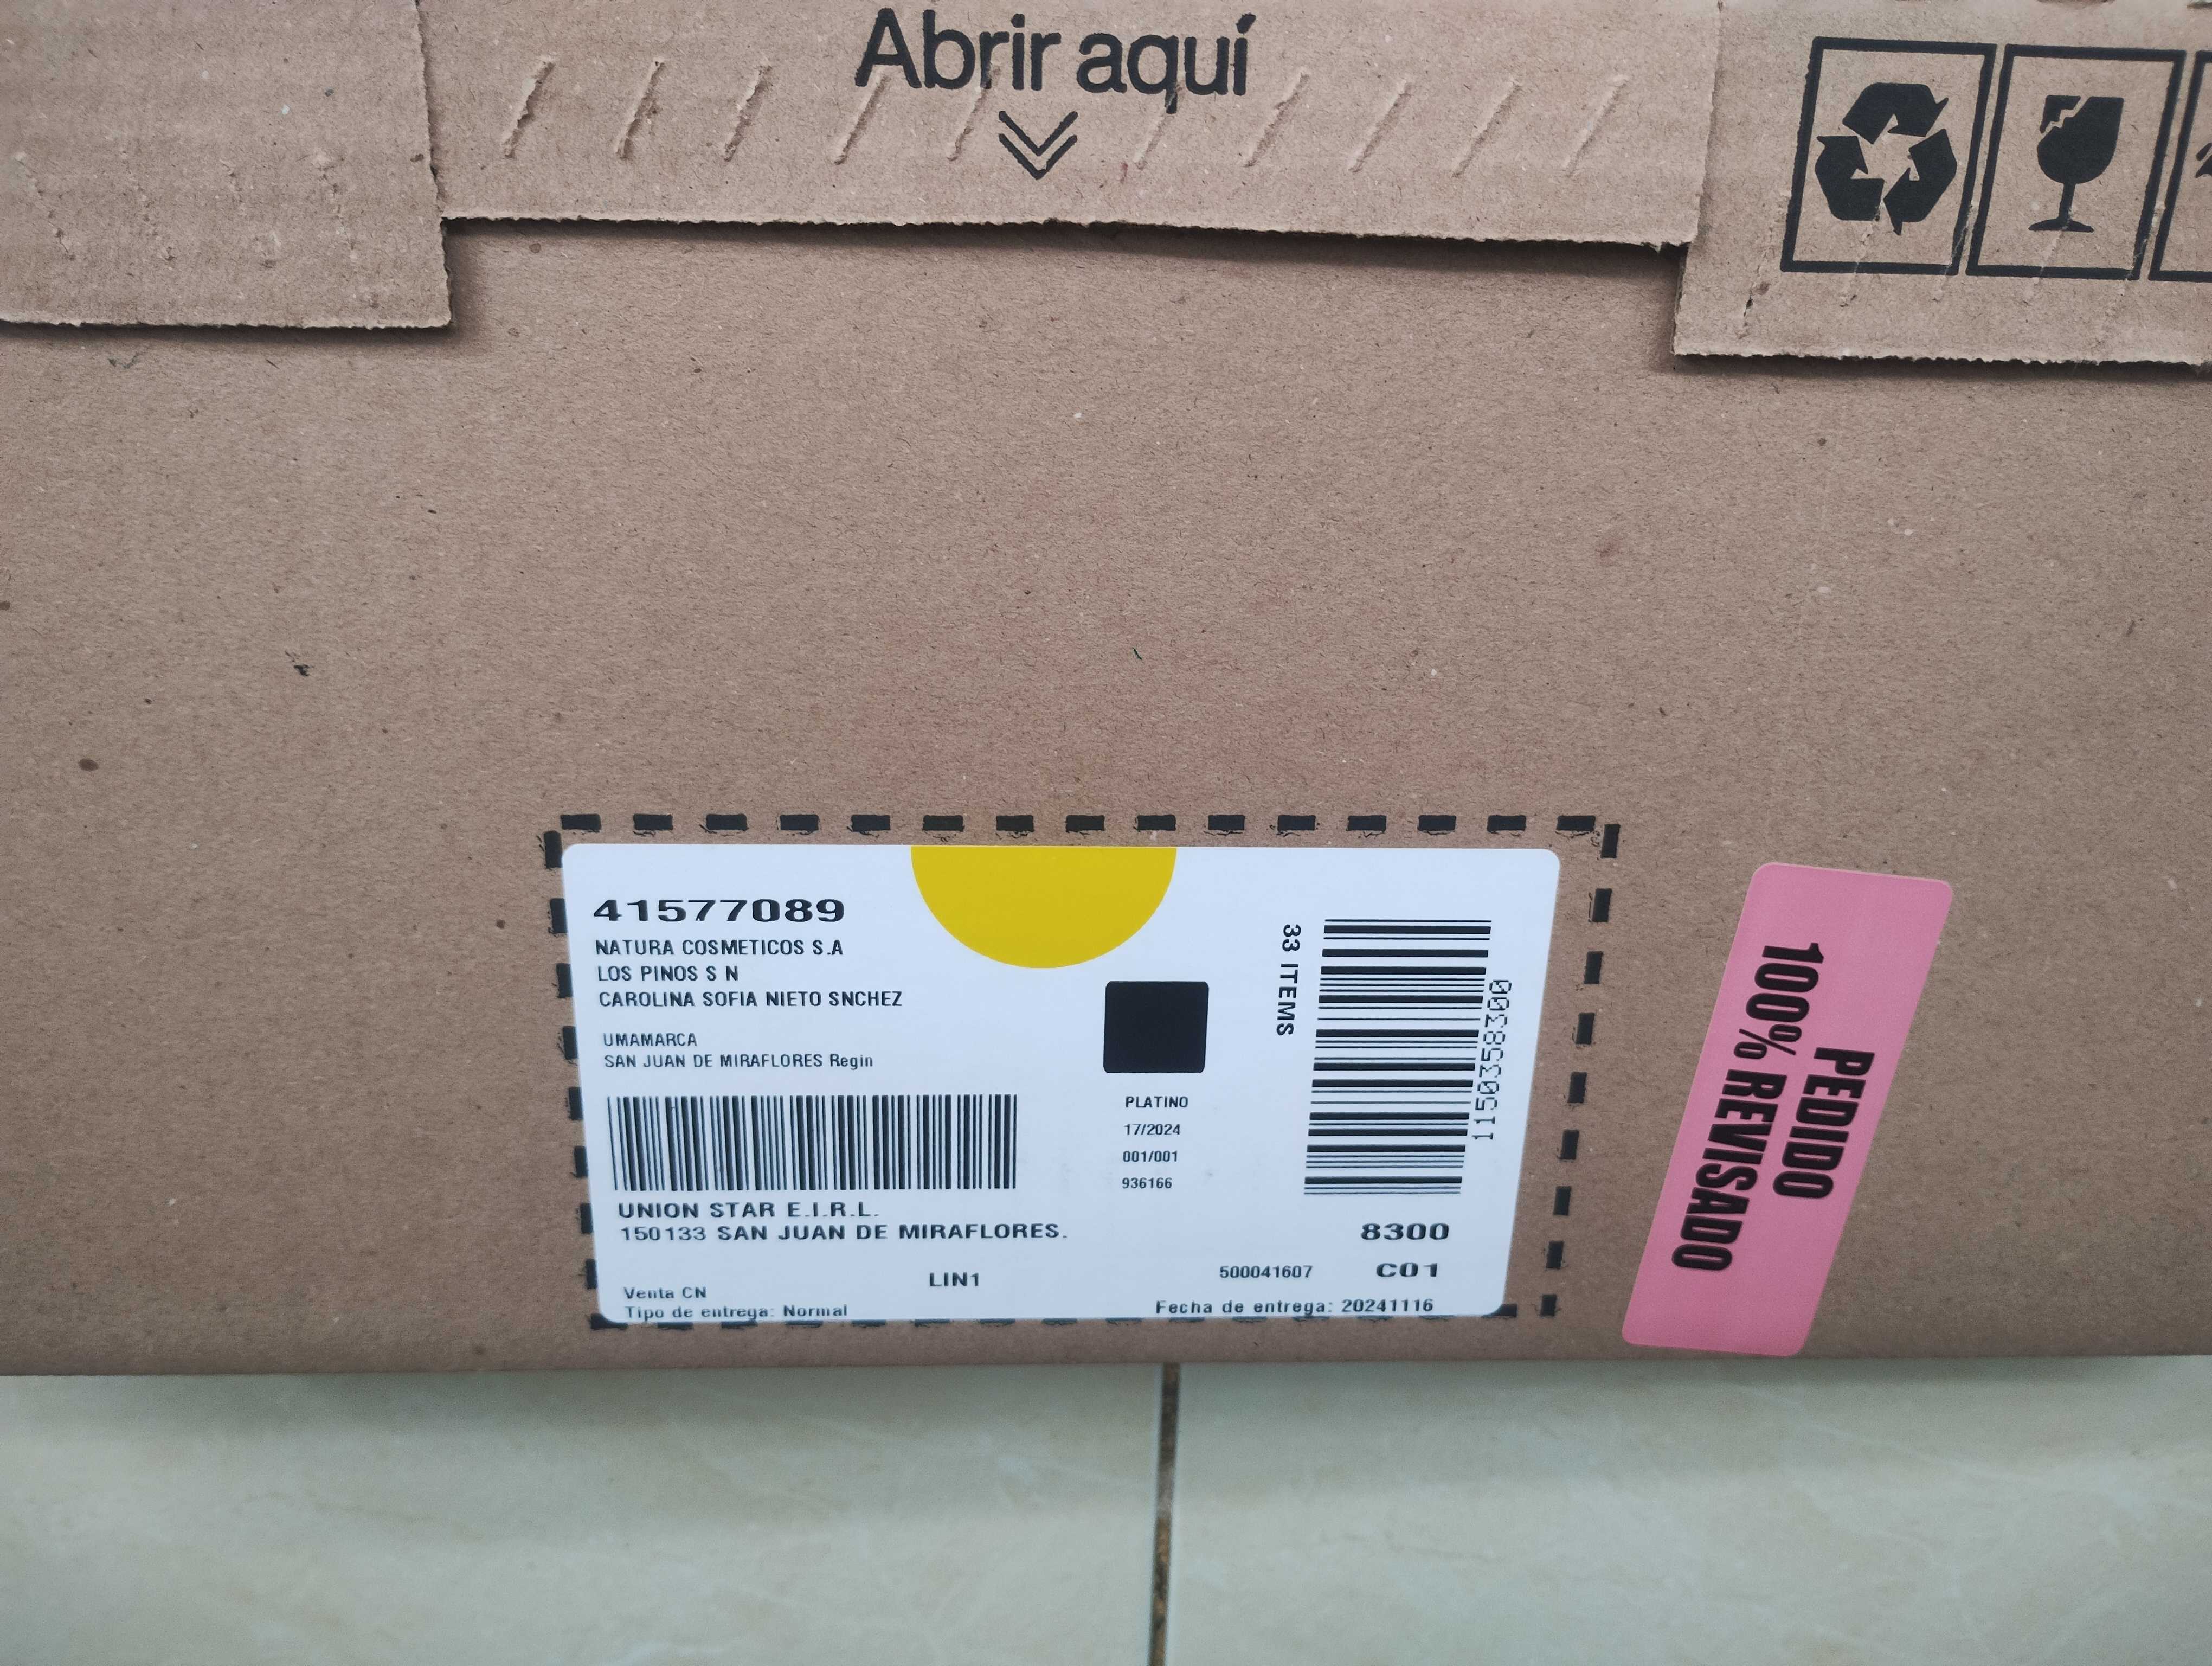 Abrir aquí
41577089
NATURA COSMETICOS S.A
LOS PINOS S N
CAROLINA SOFIA NIETO SNCHEZ
UMAMARCA
SAN JUAN DE MIRAFLORES Regin
UNION STAR E.I.R.L.
150133 SAN JUAN DE MIRAFLORES.
LIN1
Venta CN
Tipo de entrega: Normal
PLATINO
17/2024
001/001
936166
33 ITEMS
1150358300
8300
500041607 C01
Fecha de entrega: 20241116
PEDIDO
100% REVISADO